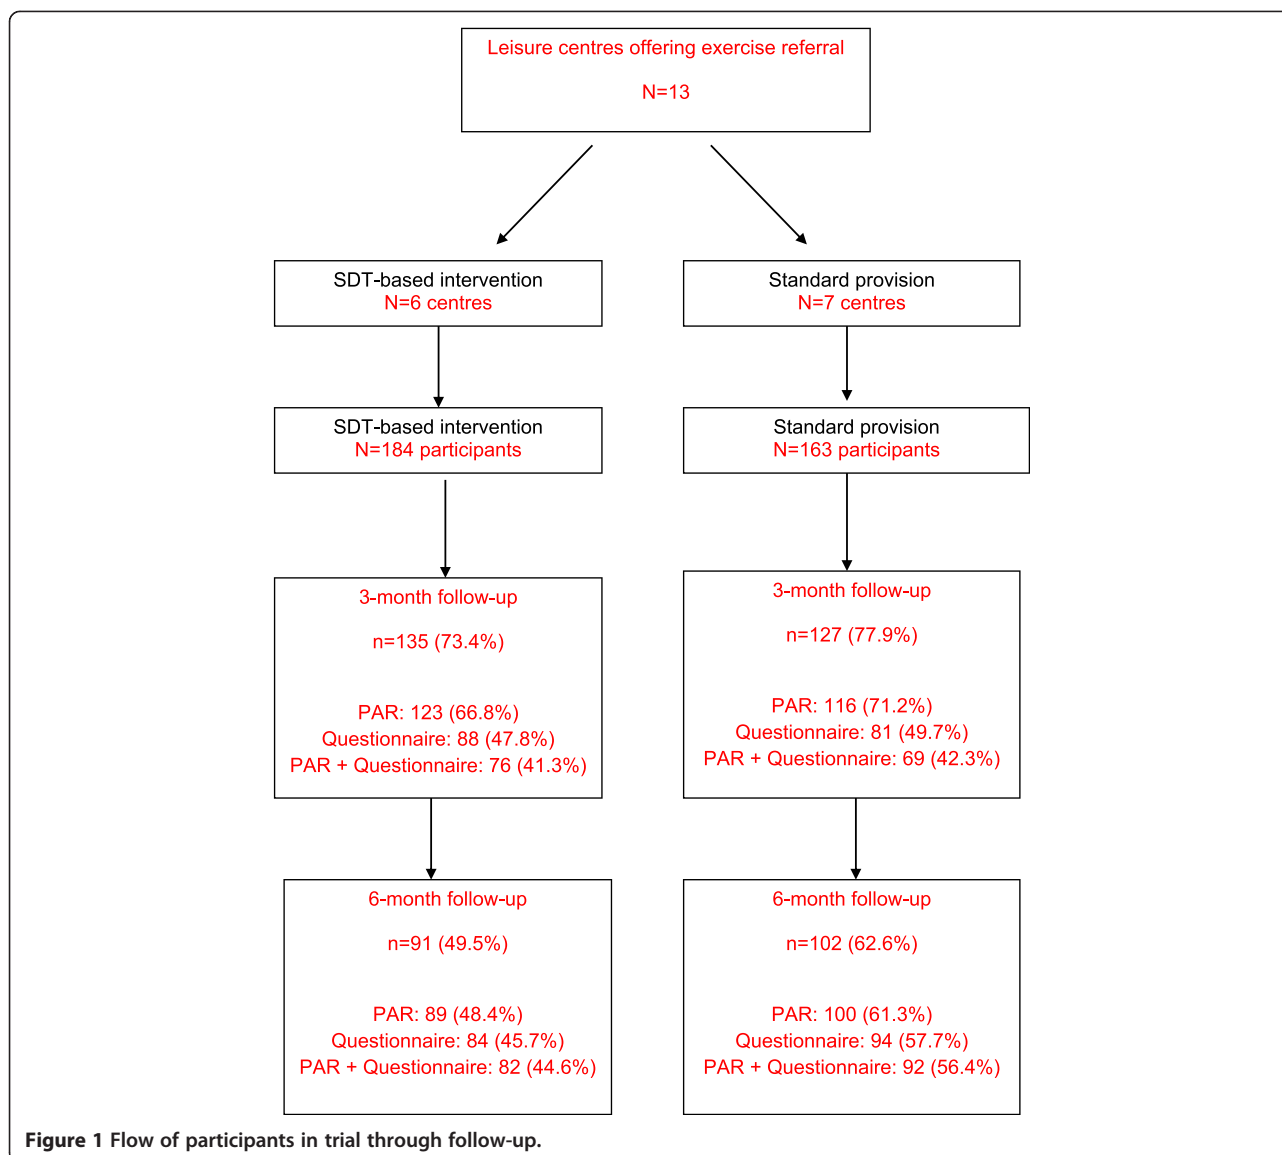 Leisure centres offering exercise referral
N=13
SDT-based intervention
N=6 centres
Standard provision
N=7 centres
SDT-based intervention
N=184 participants
Standard provision
N=163 participants
3-month follow-up
n=135 (73.4%)
PAR: 123 (66.8%)
Questionnaire: 88 (47.8%)
PAR + Questionnaire: 76 (41.3%)
3-month follow-up
n=127 (77.9%)
PAR: 116 (71.2%)
Questionnaire: 81 (49.7%)
PAR + Questionnaire: 69 (42.3%)
6-month follow-up
n=91 (49.5%)
PAR: 89 (48.4%)
Questionnaire: 84 (45.7%)
PAR + Questionnaire: 82 (44.6%)
6-month follow-up
n=102 (62.6%)
PAR: 100 (61.3%)
Questionnaire: 94 (57.7%)
PAR + Questionnaire: 92 (56.4%)
Figure 1 Flow of participants in trial through follow-up.